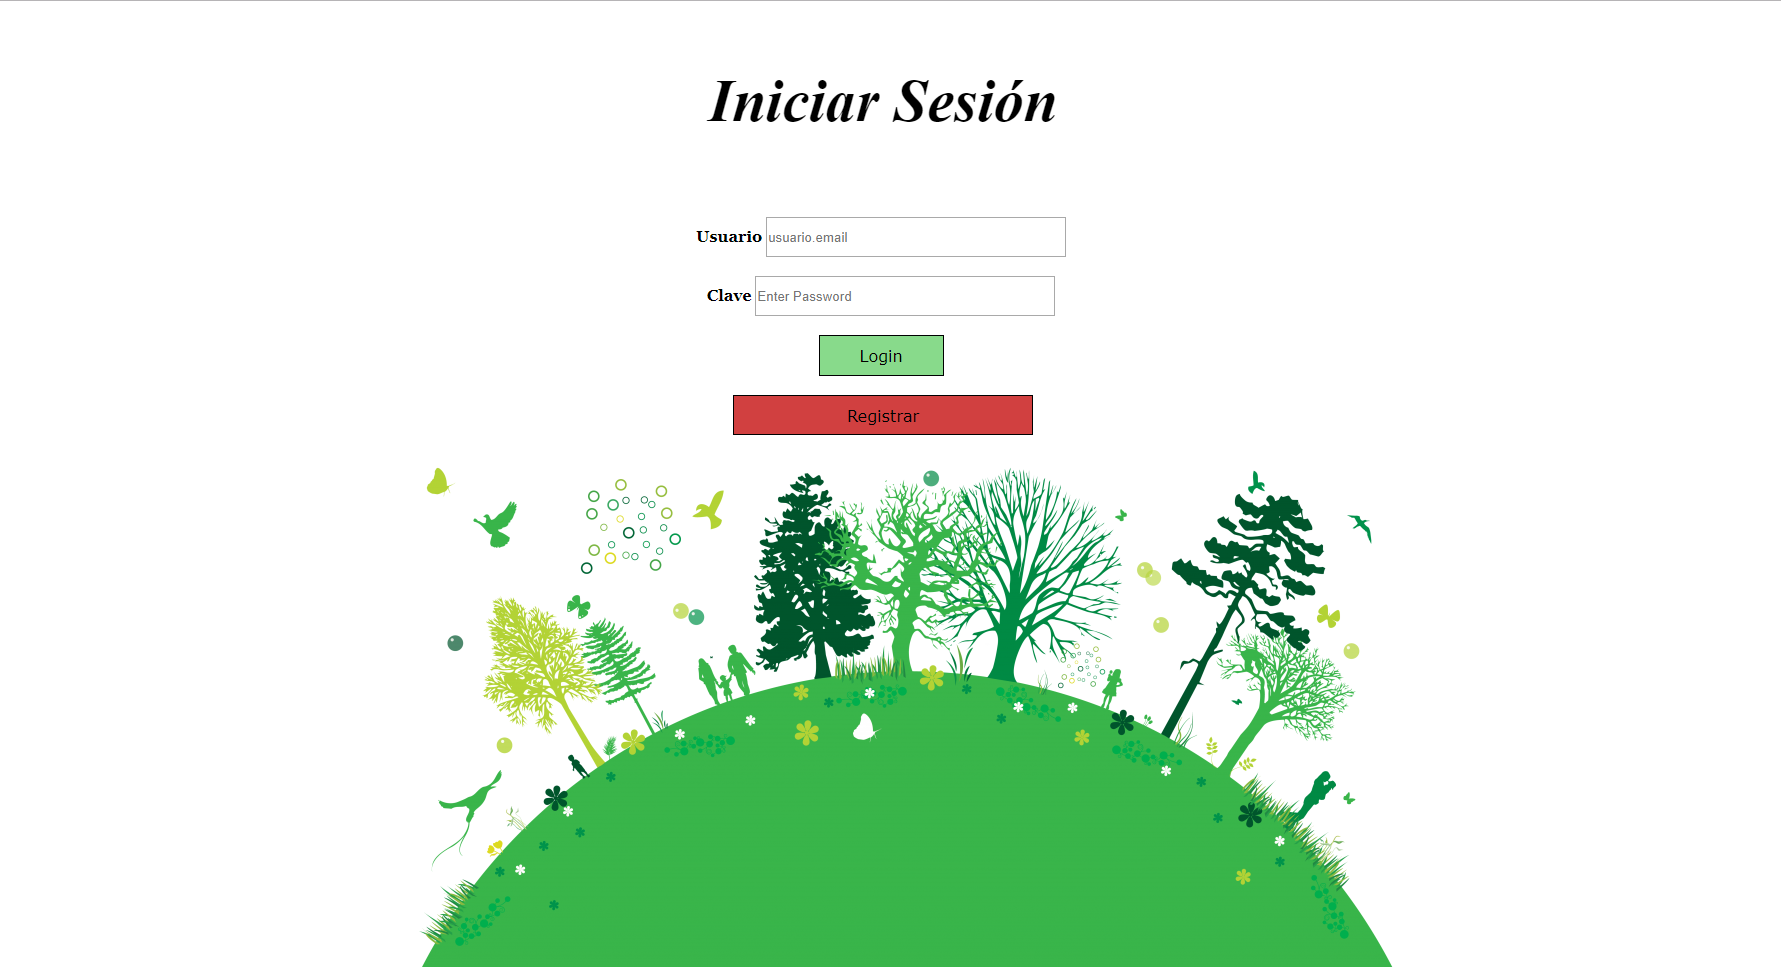 Iniciar Sesión
Usuario usuario.email
Clave Enter Password
Login
Registrar